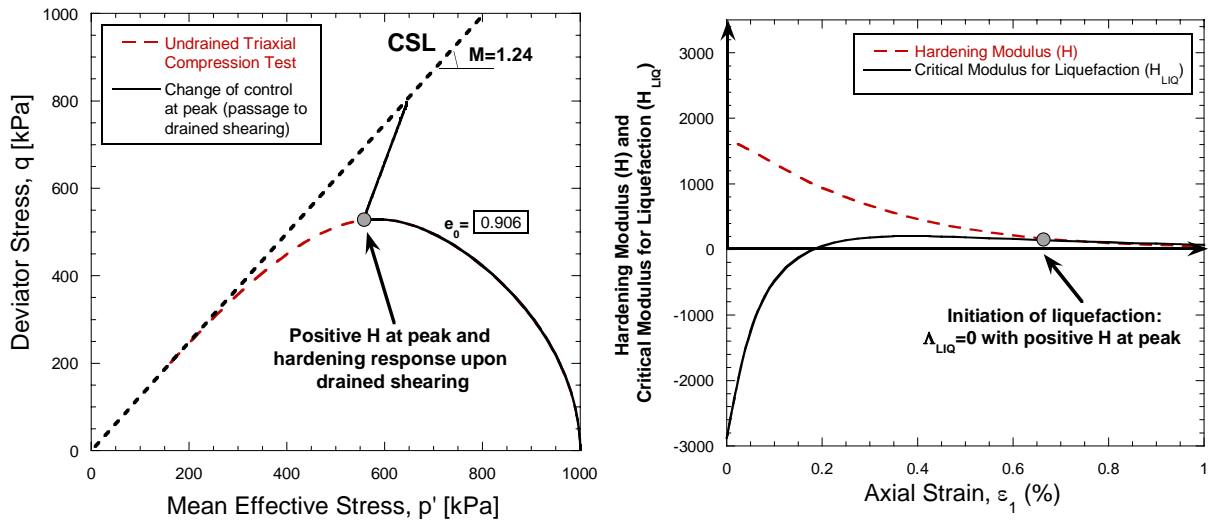 1000
800
600
400
200
0
Deviator Stress, q [kPa]
Undrained Triaxial
Compression Test
Change of control
at peak (passage to
drained shearing)
CSL
M=1.24
e0= 0.906
Positive H at peak and
hardening response upon
drained shearing
0 200 400 600 800 1000
Mean Effective Stress, p' [kPa]
Hardening Modulus (H) and
Critical Modulus for Liquefaction (HLIQ)
3000
2000
1000
0
-1000
-2000
-3000
Hardening Modulus (H)
Critical Modulus for Liquefaction (HLIQ)
Initiation of liquefaction:
ΛLIQ=0 with positive H at peak
0 0.2 0.4 0.6 0.8 1
Axial Strain, ε1 (%)